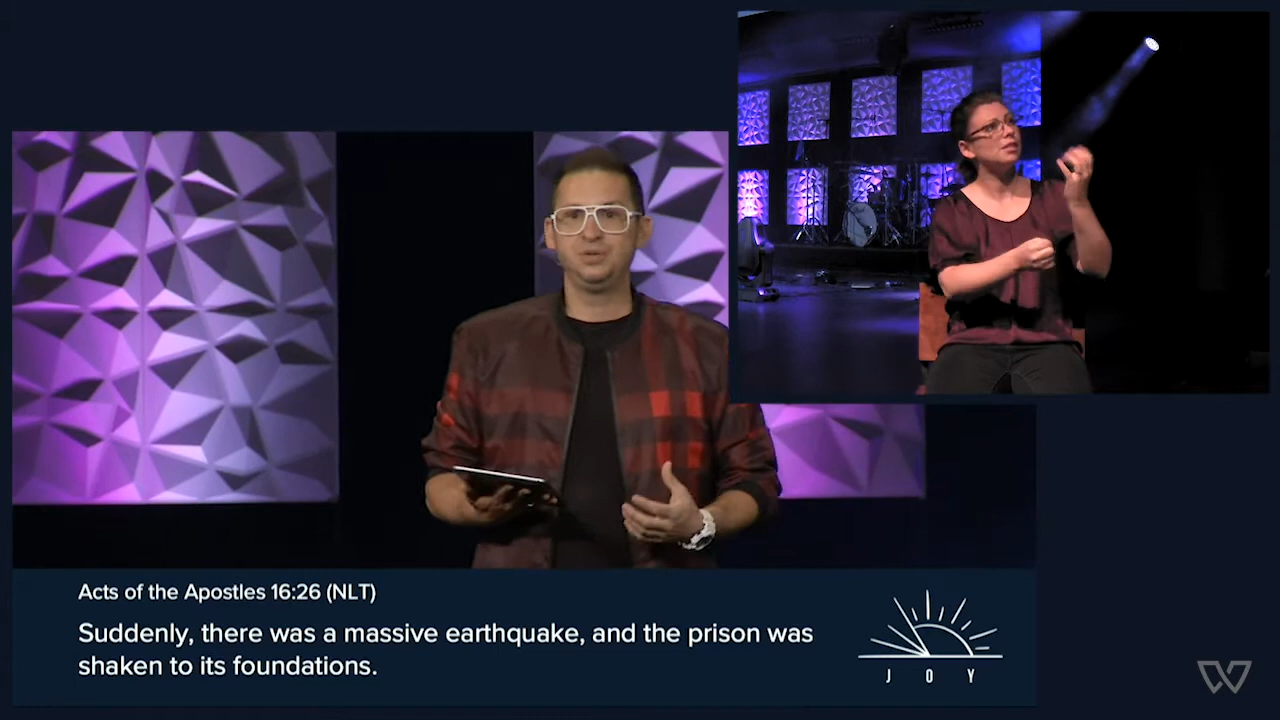 Acts of the Apostles 16:26 (NLT)
Suddenly, there was a massive earthquake, and the prison was
shaken to its foundations.
JOY